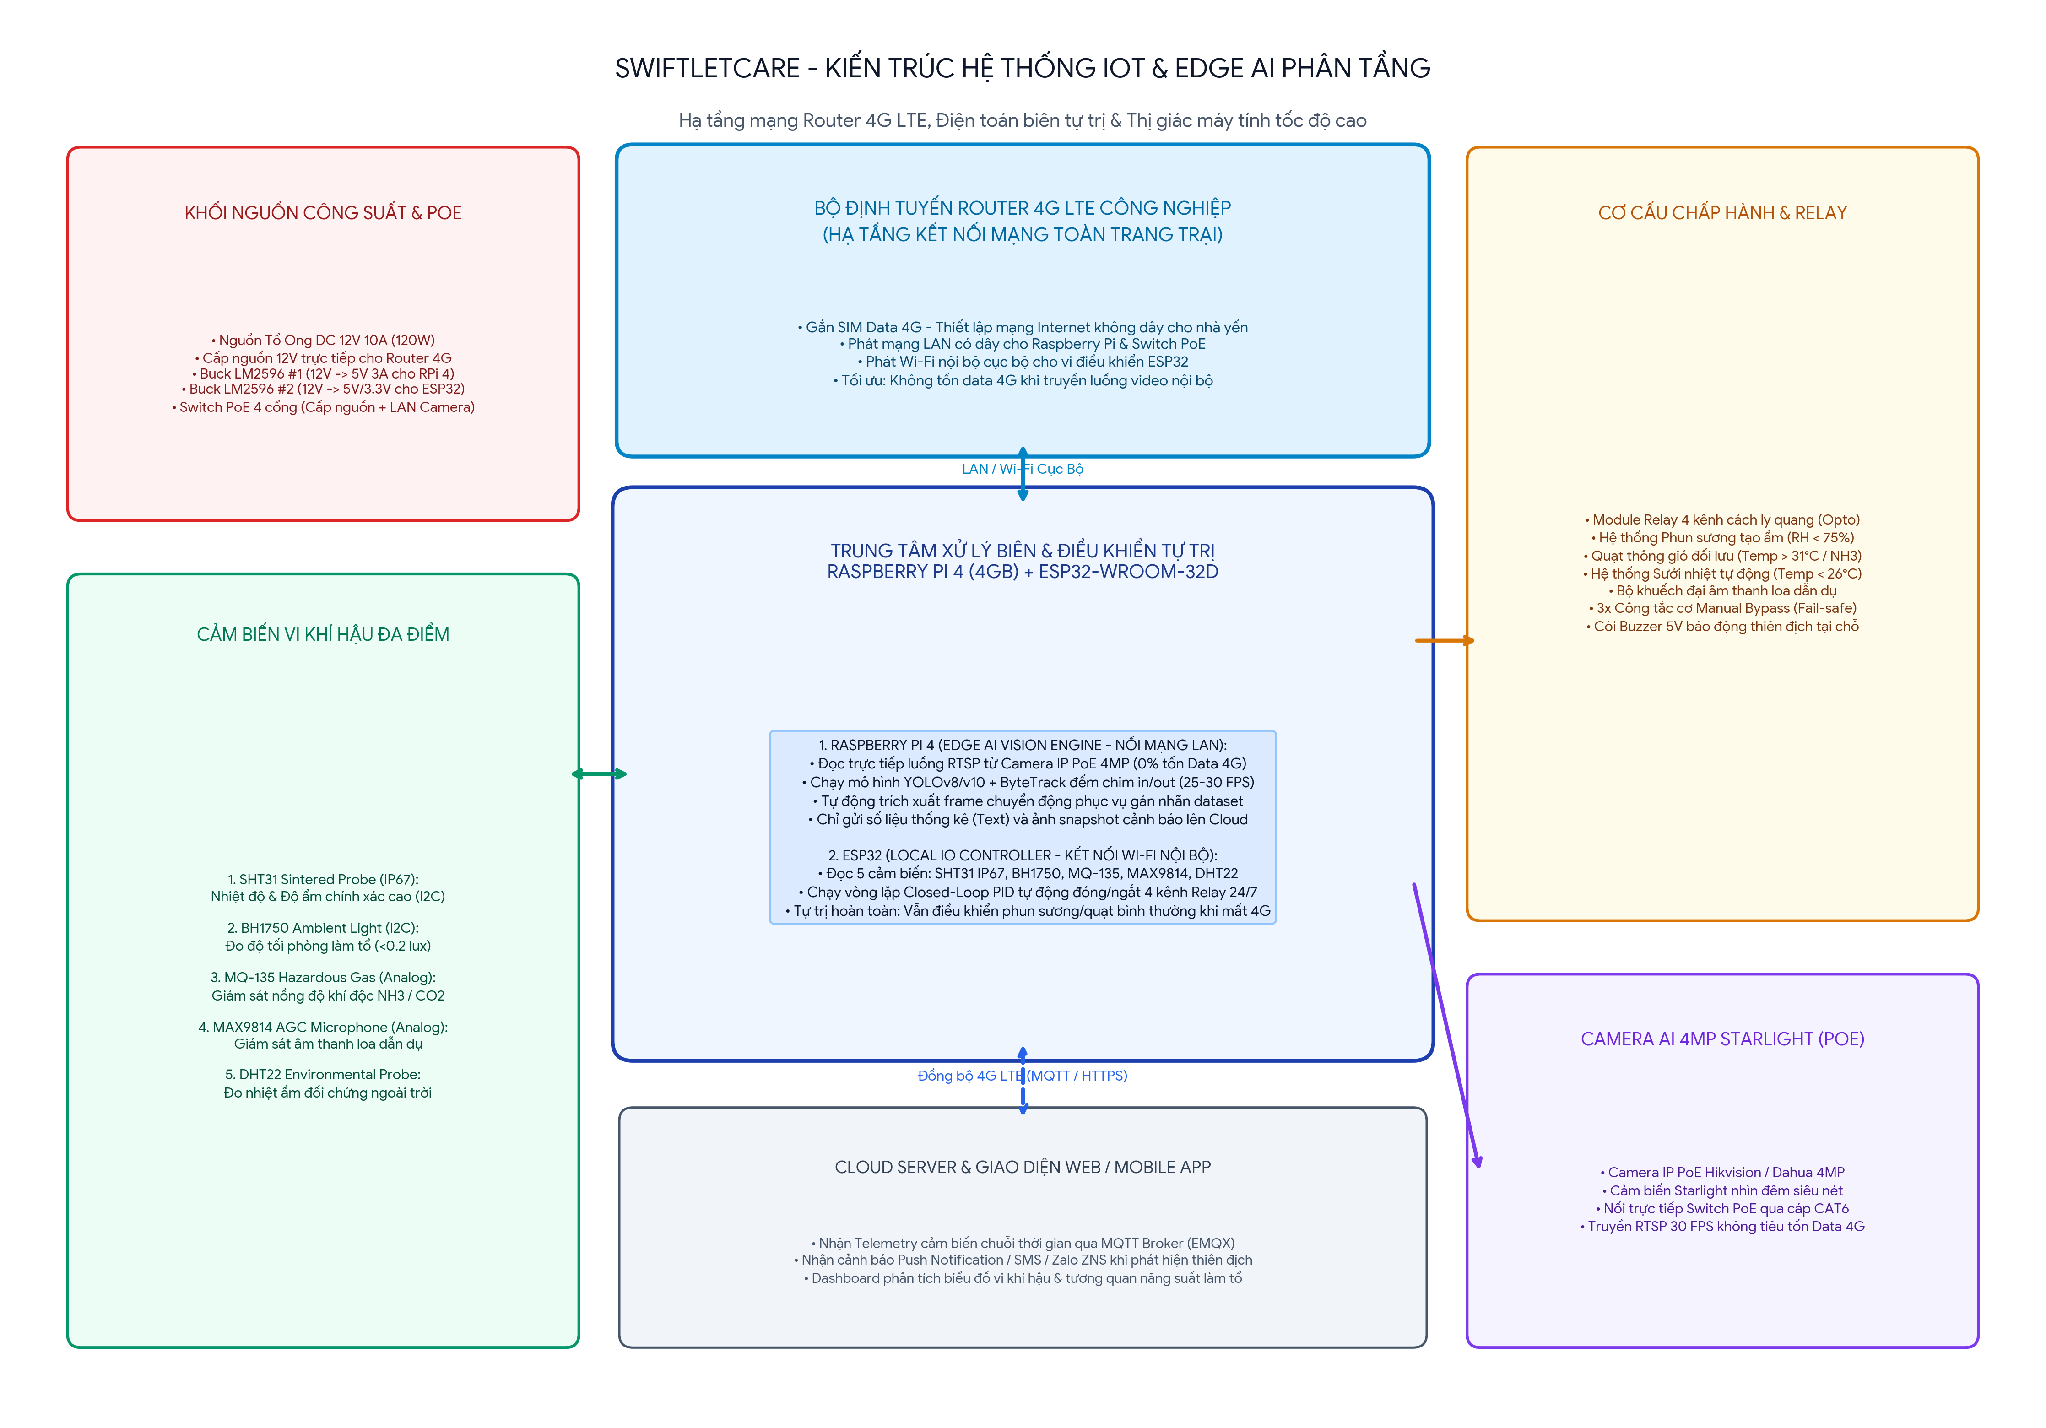 SWIFTLETCARE - KIẾN TRÚC HỆ THỐNG IOT & EDGE AI PHÂN TẦNG
Hạ tầng mạng Router 4G LTE, Điện toán biên tự trị & Thị giác máy tính tốc độ cao
KHỐI NGUỒN CÔNG SUẤT & POE
• Nguồn Tổ Ong DC 12V 10A (120W)
• Cấp nguồn 12V trực tiếp cho Router 4G
• Buck LM2596 #1 (12V -> 5V 3A cho RPi 4)
• Buck LM2596 #2 (12V -> 5V/3.3V cho ESP32)
• Switch PoE 4 cổng (Cấp nguồn + LAN Camera)
BỘ ĐỊNH TUYẾN ROUTER 4G LTE CÔNG NGHIỆP
(HẠ TẦNG KẾT NỐI MẠNG TOÀN TRANG TRẠI)
• Gắn SIM Data 4G - Thiết lập mạng Internet không dây cho nhà yến
• Phát mạng LAN có dây cho Raspberry Pi & Switch PoE
• Phát Wi-Fi nội bộ cục bộ cho vi điều khiển ESP32
• Tối ưu: Không tốn data 4G khi truyền luồng video nội bộ
LAN / Wi-Fi Cục Bộ
CƠ CẤU CHẤP HÀNH & RELAY
• Module Relay 4 kênh cách ly quang (Opto)
• Hệ thống Phun sương tạo ẩm (RH < 75%)
• Quạt thông gió đối lưu (Temp > 31°C / NH3)
• Hệ thống Sưởi nhiệt tự động (Temp < 26°C)
• Bộ khuếch đại âm thanh loa dẫn dụ
• 3x Công tắc cơ Manual Bypass (Fail-safe)
• Còi Buzzer 5V báo động thiên địch tại chỗ
TRUNG TÂM XỬ LÝ BIÊN & ĐIỀU KHIỂN TỰ TRỊ
RASPBERRY PI 4 (4GB) + ESP32-WROOM-32D
1. RASPBERRY PI 4 (EDGE AI VISION ENGINE - NỐI MẠNG LAN):
• Đọc trực tiếp luồng RTSP từ Camera IP PoE 4MP (0% tốn Data 4G)
• Chạy mô hình YOLOv8/v10 + ByteTrack đếm chim in/out (25-30 FPS)
• Tự động trích xuất frame chuyển động phục vụ gán nhãn dataset
• Chỉ gửi số liệu thống kê (Text) và ảnh snapshot cảnh báo lên Cloud
2. ESP32 (LOCAL IO CONTROLLER - KẾT NỐI WI-FI NỘI BỘ):
• Đọc 5 cảm biến: SHT31 IP67, BH1750, MQ-135, MAX9814, DHT22
• Chạy vòng lặp Closed-Loop PID tự động đóng/ngắt 4 kênh Relay 24/7
• Tự trị hoàn toàn: Vẫn điều khiển phun sương/quạt bình thường khi mất 4G
CẢM BIẾN VI KHÍ HẬU ĐA ĐIỂM
1. SHT31 Sintered Probe (IP67):
Nhiệt độ & Độ ẩm chính xác cao (I2C)
2. BH1750 Ambient Light (I2C):
Đo độ tối phòng làm tổ (<0.2 lux)
3. MQ-135 Hazardous Gas (Analog):
Giám sát nồng độ khí độc NH3 / CO2
4. MAX9814 AGC Microphone (Analog):
Giám sát âm thanh loa dẫn dụ
5. DHT22 Environmental Probe:
Đo nhiệt ẩm đối chứng ngoài trời
Đồng bộ 4G LTE (MQTT / HTTPS)
CLOUD SERVER & GIAO DIỆN WEB / MOBILE APP
• Nhận Telemetry cảm biến chuỗi thời gian qua MQTT Broker (EMQX)
• Nhận cảnh báo Push Notification / SMS / Zalo ZNS khi phát hiện thiên địch
• Dashboard phân tích biểu đồ vi khí hậu & tương quan năng suất làm tổ
CAMERA AI 4MP STARLIGHT (POE)
• Camera IP PoE Hikvision / Dahua 4MP
• Cảm biến Starlight nhìn đêm siêu nét
• Nối trực tiếp Switch PoE qua cáp CAT6
• Truyền RTSP 30 FPS không tiêu tốn Data 4G